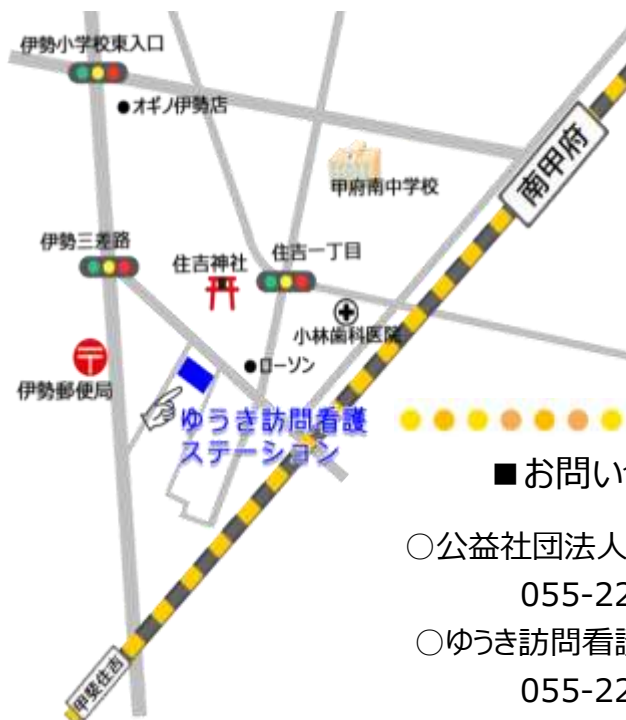 伊勢小学校東入口
●オギノ伊勢店
南甲府
甲府南中学校
伊勢三差路
住吉神社
住吉一丁目
小林歯科医院
●ローソン
伊勢郵便局
ゆうき訪問看護
ステーション
■お問い
○公益社団法人
055-22
○ゆうき訪問看
055-22
甲斐住吉